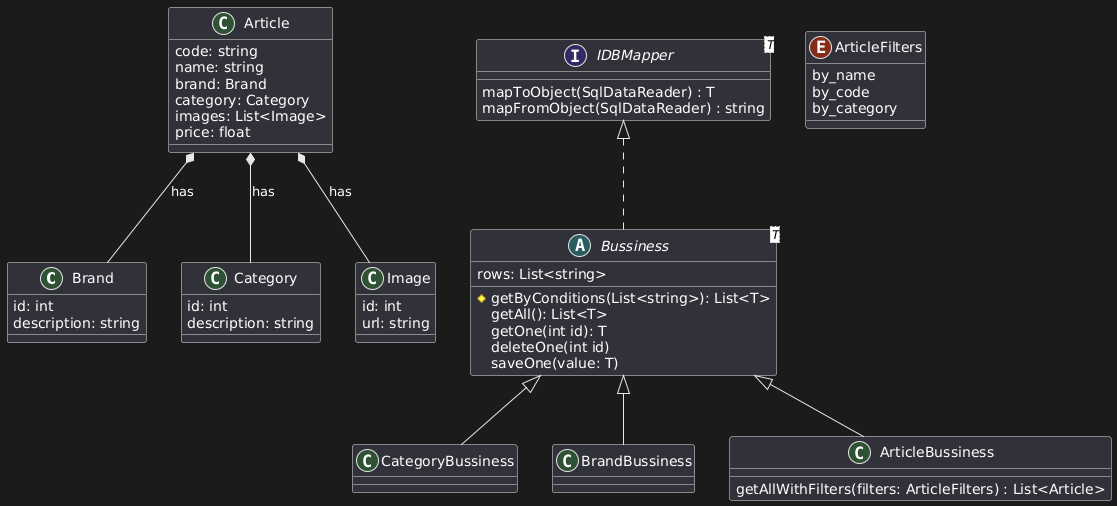 C Article
code: string
name: string
brand: Brand
category: Category
images: List<Image>
price: float
I IDBMapper
T
mapToObject(SqlDataReader) : T
mapFromObject(SqlDataReader) : string
E ArticleFilters
by_name
by_code
by_category
has
has
has
C Brand
id: int
description: string
C Category
id: int
description: string
C Image
id: int
url: string
A Bussiness
T
rows: List<string>
getByConditions(List<string>): List<T>
getAll(): List<T>
getOne(int id): T
deleteOne(int id)
saveOne(value: T)
C CategoryBussiness
C BrandBussiness
C ArticleBussiness
getAllWithFilters(filters: ArticleFilters) : List<Article>